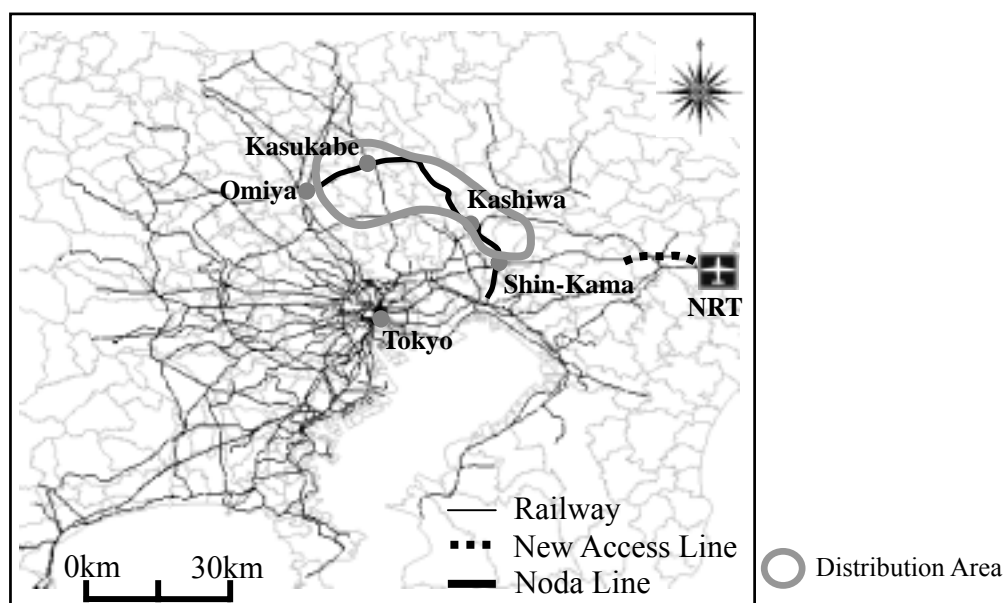 Kasukabe
Omiya
Kashiwa
Shin-Kama
NRT
Tokyo
Railway
New Access Line
Noda Line
0km 30km
Distribution Area